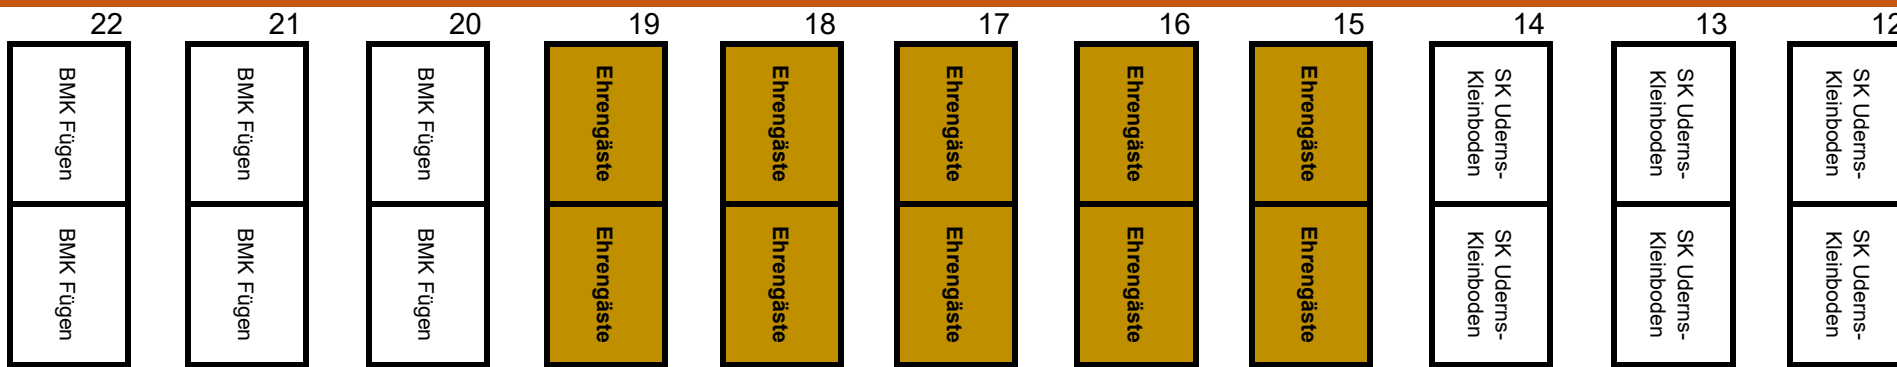 22 21 20 19 18 17 16 15 14 13 12
BMK Fügen
BMK Fügen
BMK Fügen
Ehrengäste
Ehrengäste
Ehrengäste
Ehrengäste
Ehrengäste
SK Uderns-
Kleinboden
SK Uderns-
Kleinboden
SK Uderns-
Kleinboden
BMK Fügen
BMK Fügen
BMK Fügen
Ehrengäste
Ehrengäste
Ehrengäste
Ehrengäste
Ehrengäste
SK Uderns-
Kleinboden
SK Uderns-
Kleinboden
SK Uderns-
Kleinboden